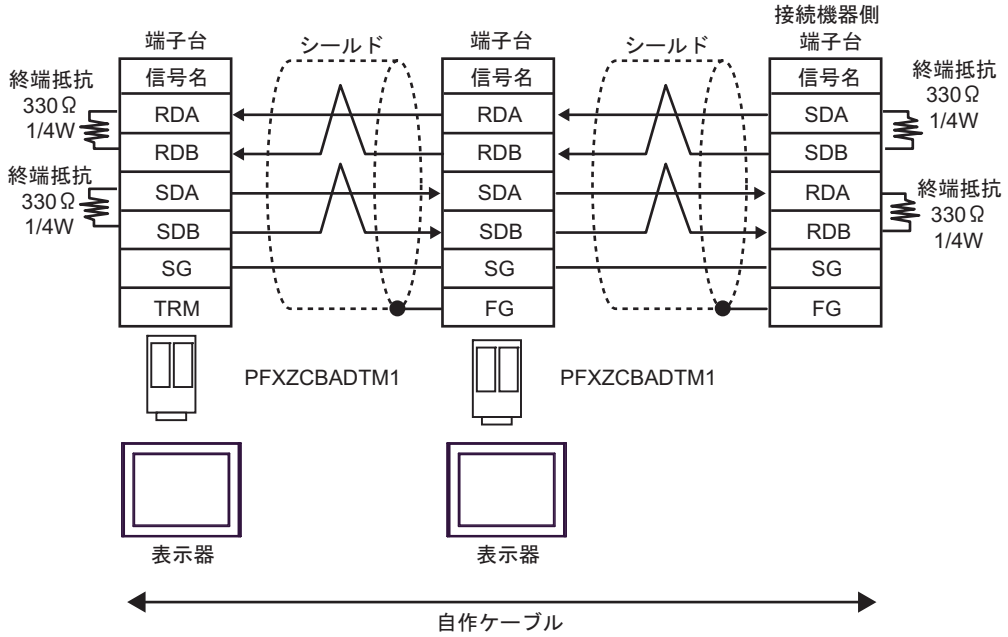 接続機器側
端子台
シールド
端子台
シールド
端子台
終端抵抗
330Ω
1/4W
終端抵抗
330Ω
1/4W
信号名
RDA
RDB
SDA
SDB
SG
TRM
信号名
RDA
RDB
SDA
SDB
SG
FG
信号名
SDA
SDB
RDA
RDB
SG
FG
終端抵抗
330Ω
1/4W
終端抵抗
330Ω
1/4W
PFXZCBADTM1
PFXZCBADTM1
表示器
表示器
自作ケーブル